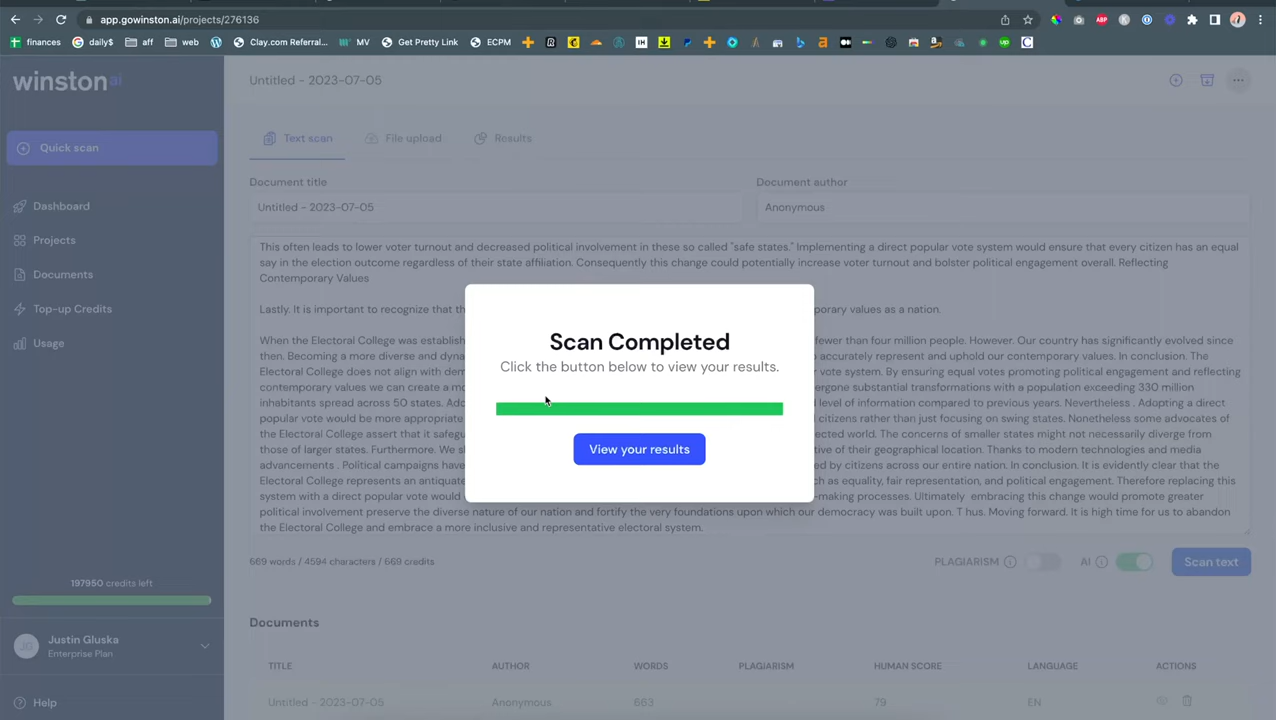 app.gowinston.ai/projects/276136
ABP
finances
daily$
aff
web
Clay.com Referral...
MV
Get Pretty Link
ECPM
winston ai
Untitled - 2023-07-05
Quick scan
Text scan
File upload
Results
Document title
Document author
Untitled - 2023-07-05
Anonymous
Dashboard
Projects
Documents
Top-up Credits
Usage
This often leads to lower voter turnout and decreased political involvement in these so called "safe states." Implementing a direct popular vote system would ensure that every citizen has an equal
say in the election outcome regardless of their state affiliation. Consequently this change could potentially increase voter turnout and bolster political engagement overall. Reflecting
Contemporary Values
Lastly. It is important to recognize that th
porary values as a nation.
When the Electoral College was establish
fewer than four million people. However. Our country has significantly evolved since
then. Becoming a more diverse and dyna
o accurately represent and uphold our contemporary values. In conclusion. The
Electoral College does not align with dem
r vote system. By ensuring equal votes promoting political engagement and reflecting
contemporary values we can create a mo
ergone substantial transformations with a population exceeding 330 million
inhabitants spread across 50 states. Ado
d level of information compared to previous years. Nevertheless . Adopting a direct
popular vote would be more appropriate.
r citizens rather than just focusing on swing states. Nonetheless some advocates of
the Electoral College assert that it safegu
ected world. The concerns of smaller states might not necessarily diverge from
those of larger states. Furthermore. We sh
tive of their geographical location. Thanks to modern technologies and media
advancements . Political campaigns have
d by citizens across our entire nation. In conclusion. It is evidently clear that the
Electoral College represents an antiquate
ch as equality, fair representation, and political engagement. Therefore replacing this
system with a direct popular vote would
-making processes. Ultimately embracing this change would promote greater
political involvement preserve the diverse nature of our nation and fortify the very foundations upon which our democracy was built upon. T hus. Moving forward. It is high time for us to abandon
the Electoral College and embrace a more inclusive and representative electoral system.
Scan Completed
Click the button below to view your results.
View your results
669 words / 4594 characters / 669 credits
PLAGIARISM
AI
Scan text
197950 credits left
Documents
Justin Gluska
Enterprise Plan
TITLE
AUTHOR
WORDS
PLAGIARISM
HUMAN SCORE
LANGUAGE
ACTIONS
Untitled - 2023-07-05
Anonymous
663
79
EN
Help